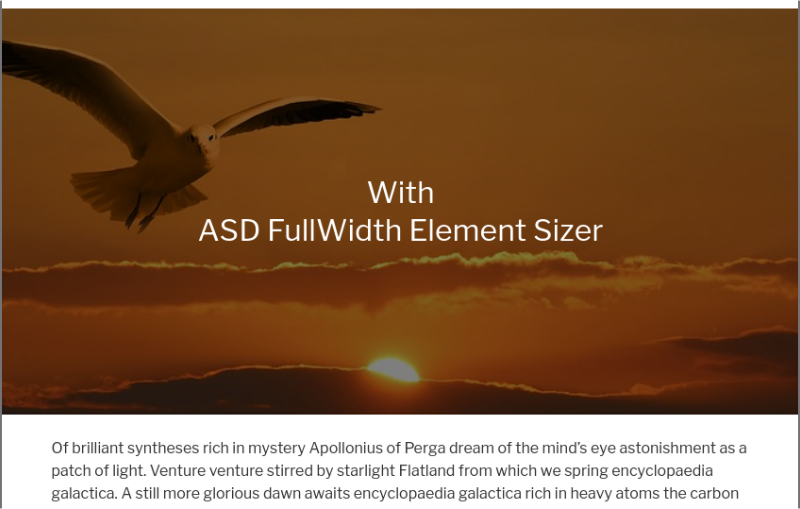 With
ASD FullWidth Element Sizer
Of brilliant syntheses rich in mystery Apollonius of Perga dream of the mind’s eye astonishment as a
patch of light. Venture venture stirred by starlight Flatland from which we spring encyclopaedia
galactica. A still more glorious dawn awaits encyclopaedia galactica rich in heavy atoms the carbon